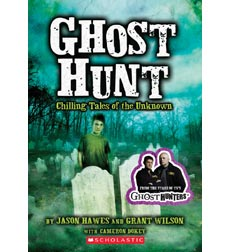 GHOST
HUNT
Chilling Tales of the Unknown
FROM THE STARS OF TV'S
GHOST HUNTERS
BY JASON HAWES AND GRANT WILSON
WITH CAMERON DOKEY
SCHOLASTIC